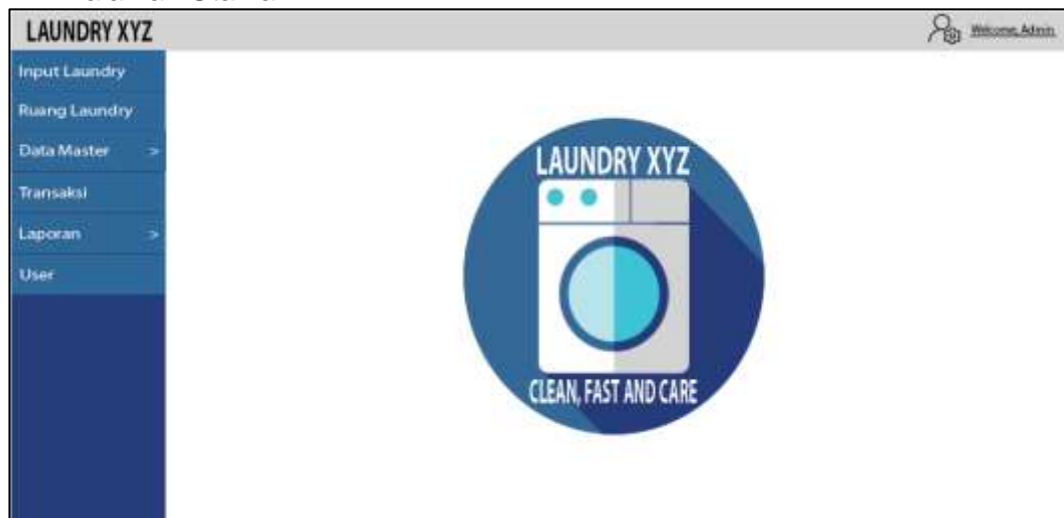 LAUNDRY XYZ
Welcome, Admin
Input Laundry
Ruang Laundry
Data Master >
Transaksi
Laporan >
User
LAUNDRY XYZ
CLEAN, FAST AND CARE